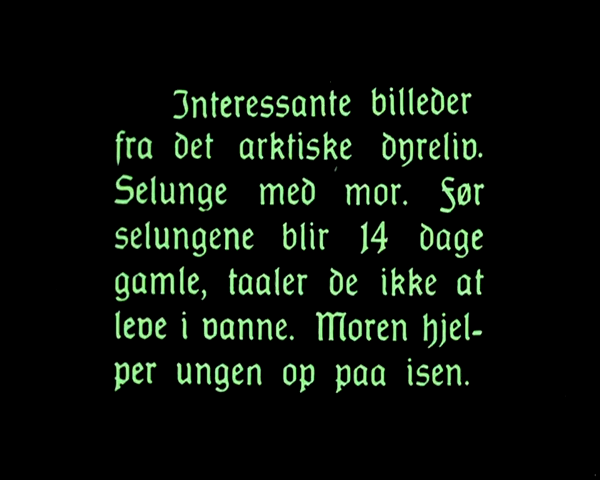 Interessante billeder
fra det arktiske dyreliv.
Selunge med mor. Før
selungene blir 14 dage
gamle, taaler de ikke at
leve i vanne. Moren hjel-
per ungen op paa isen.